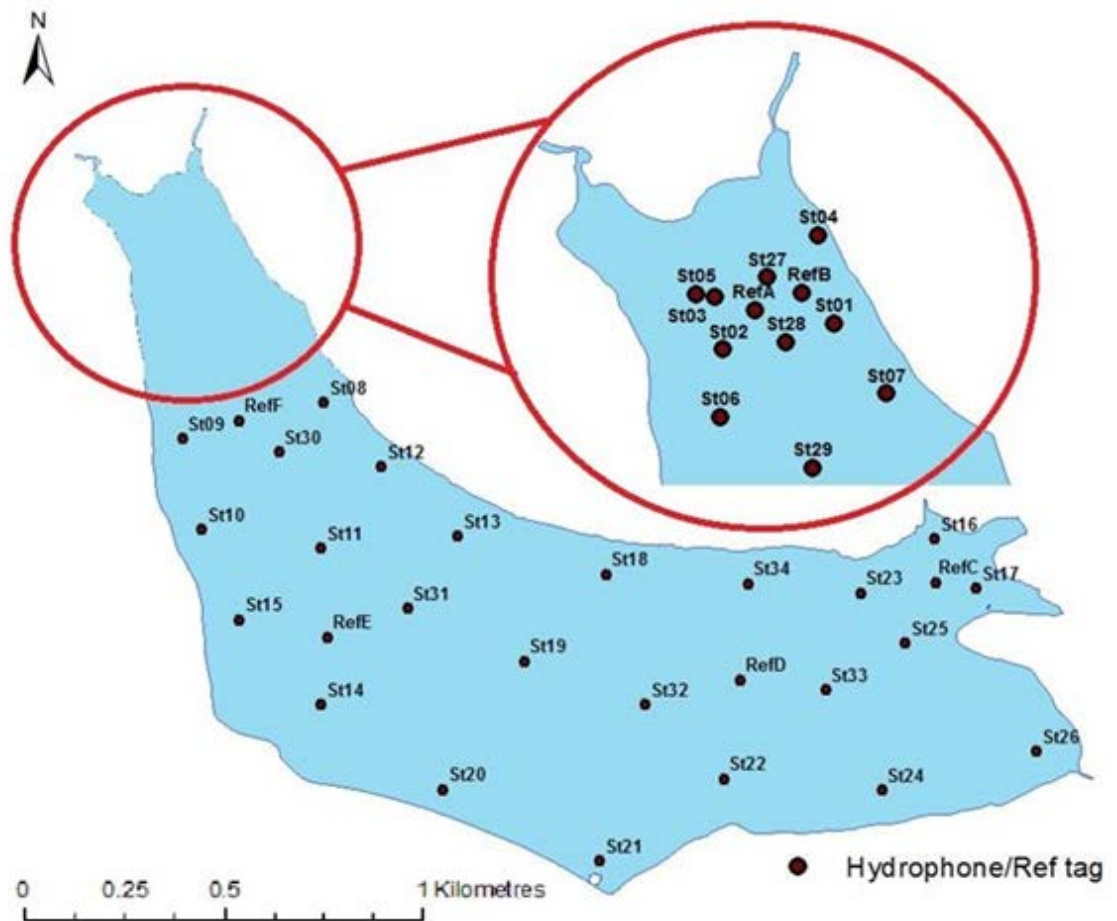 N
St04
St27
St05
RefB
RefA
St01
St03
St28
St02
St07
St06
St29
St08
RefF
St09
St30
St12
St10
St13
St11
St16
St18
St34
RefC
St23
St17
St31
St15
RefE
St25
St19
RefD
St33
St14
St32
St26
St22
St20
St24
St21
Hydrophone/Ref tag
0 0.25 0.5 1 Kilometres